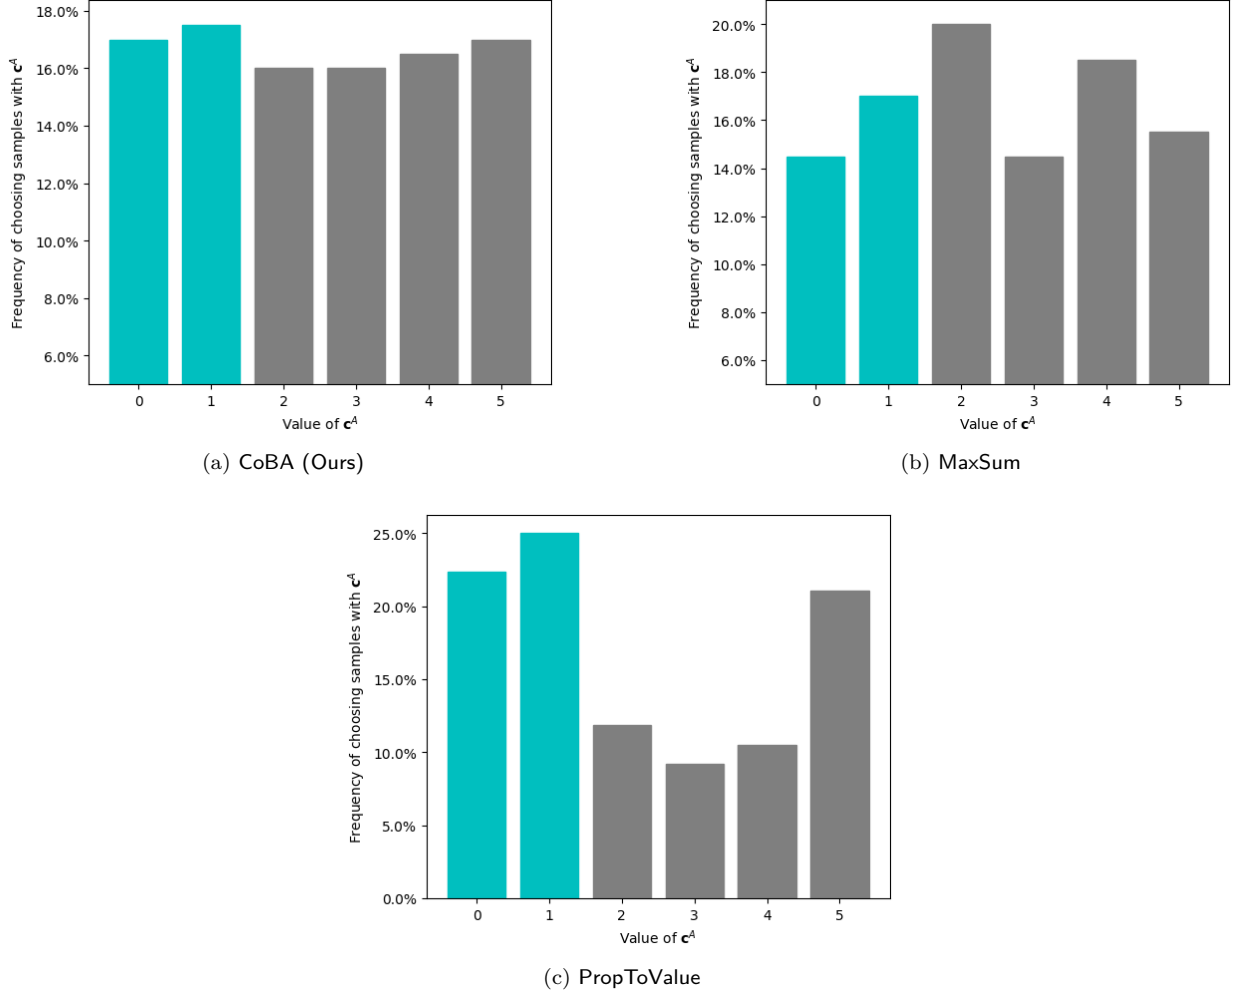 18.0%
16.0%
14.0%
12.0%
10.0%
8.0%
6.0%
Frequency of choosing samples with c^A
0 1 2 3 4 5
Value of c^A
(a) CoBA (Ours)
20.0%
18.0%
16.0%
14.0%
12.0%
10.0%
8.0%
6.0%
Frequency of choosing samples with c^A
0 1 2 3 4 5
Value of c^A
(b) MaxSum
25.0%
20.0%
15.0%
10.0%
5.0%
0.0%
Frequency of choosing samples with c^A
0 1 2 3 4 5
Value of c^A
(c) PropToValue